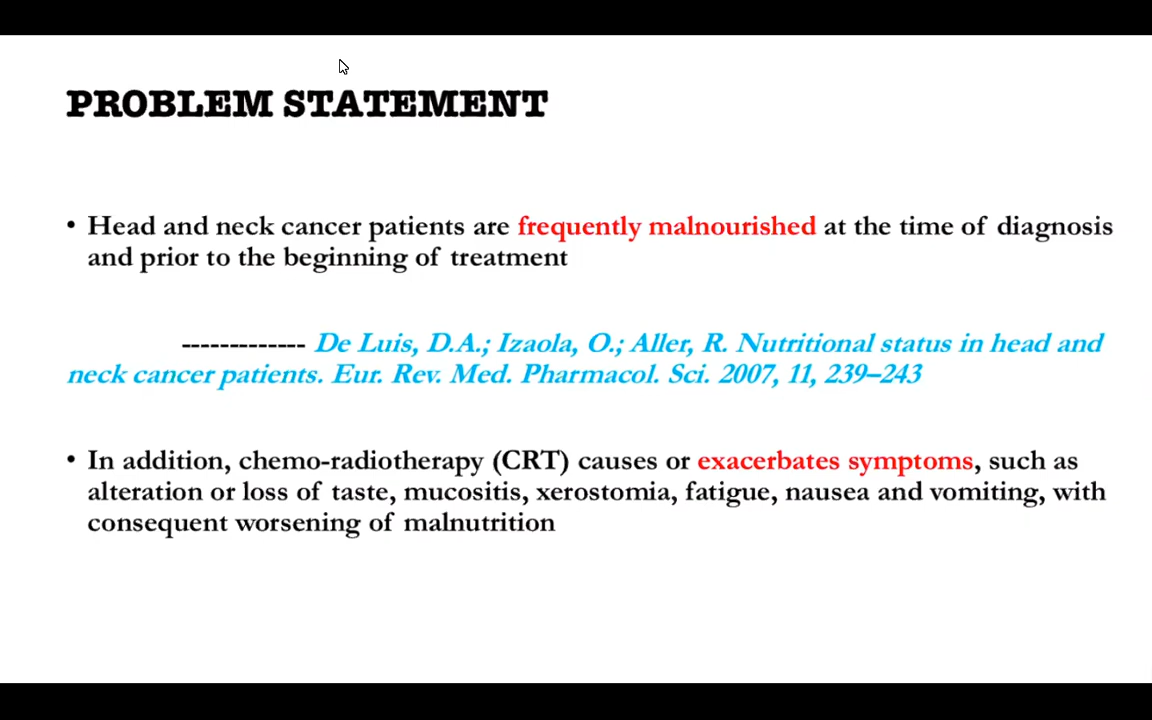 PROBLEM STATEMENT
• Head and neck cancer patients are frequently malnourished at the time of diagnosis
and prior to the beginning of treatment
------------- De Luis, D.A.; Izaola, O.; Aller, R. Nutritional status in head and
neck cancer patients. Eur. Rev. Med. Pharmacol. Sci. 2007, 11, 239–243
• In addition, chemo-radiotherapy (CRT) causes or exacerbates symptoms, such as
alteration or loss of taste, mucositis, xerostomia, fatigue, nausea and vomiting, with
consequent worsening of malnutrition